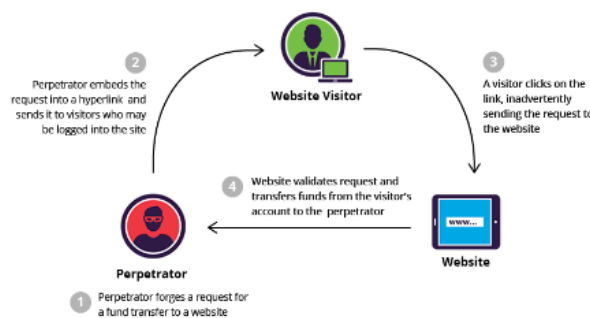 2
Perpetrator embeds the
request into a hyperlink and
sends it to visitors who may
be logged into the site
Website Visitor
3
A visitor clicks on the
link, inadvertently
sending the request to
the website
4
Website validates request and
transfers funds from the visitor's
account to the perpetrator
www...
Website
Perpetrator
1
Perpetrator forges a request for
a fund transfer to a website